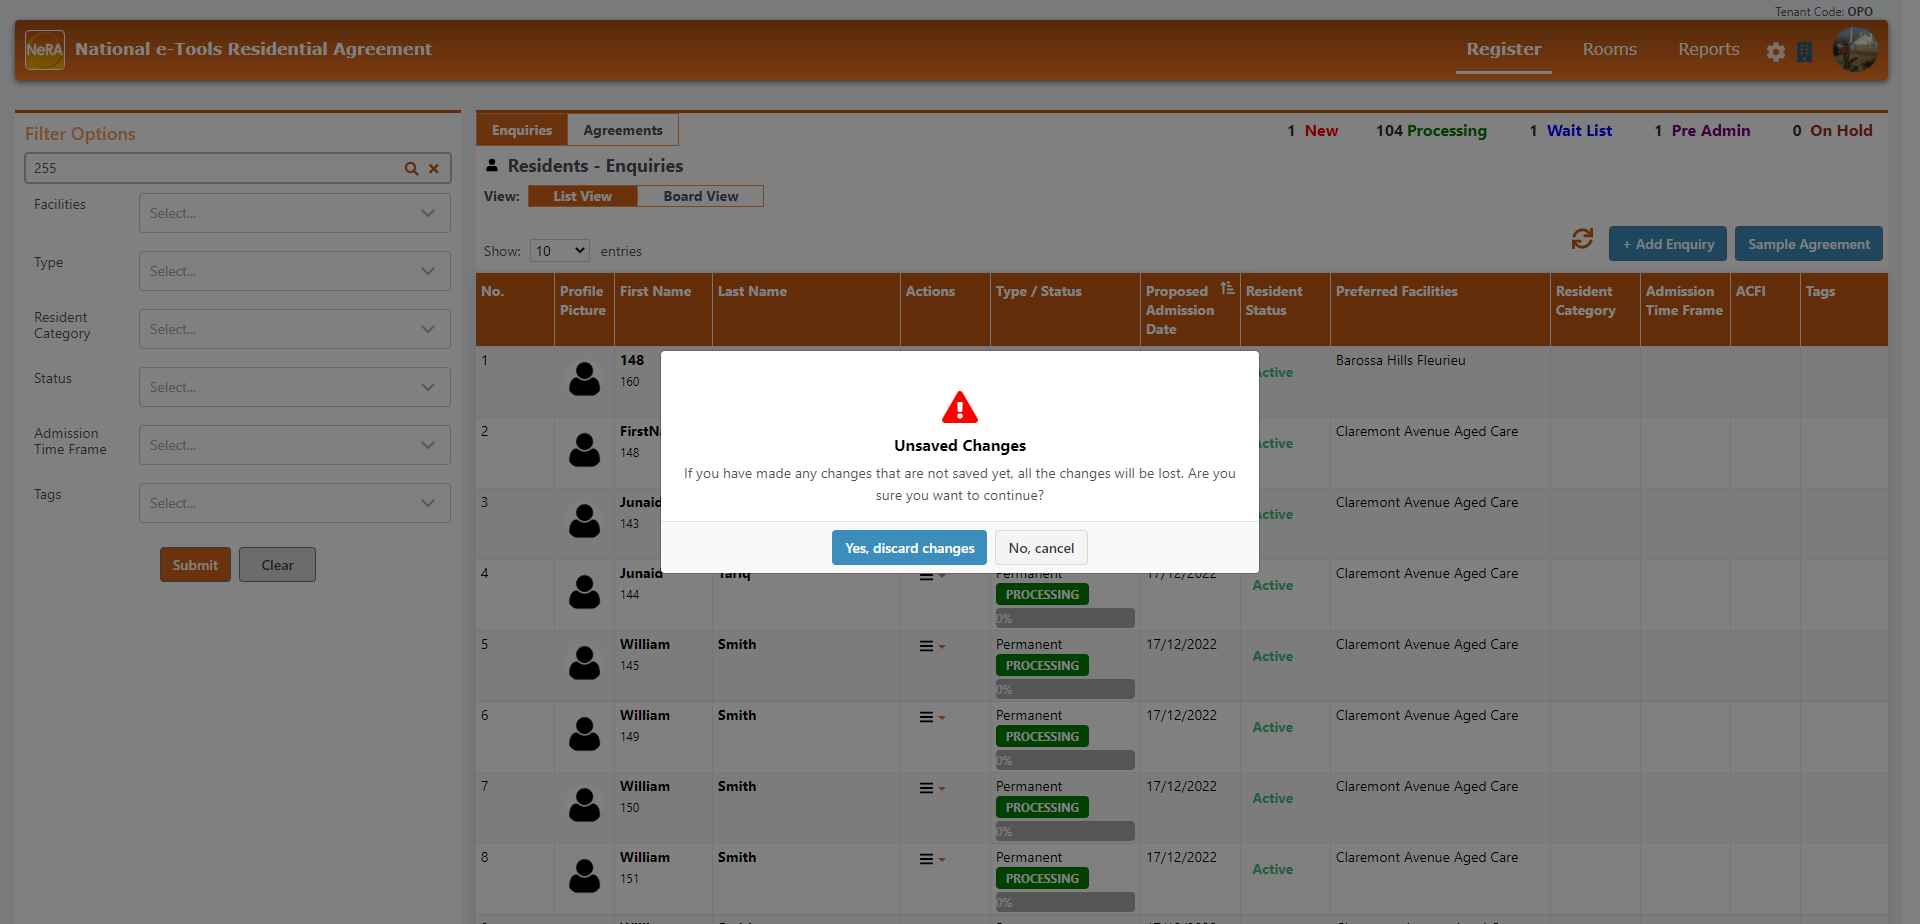 Tenant Code: OPO
NeRA National e-Tools Residential Agreement
Register Rooms Reports
Filter Options
255
Facilities Select...
Type Select...
Resident
Category
Select...
Status Select...
Admission
Time Frame
Select...
Tags Select...
Submit Clear
Enquiries Agreements
1 New 104 Processing 1 Wait List 1 Pre Admin 0 On Hold
Residents - Enquiries
View: List View Board View
Show: 10 entries
+ Add Enquiry Sample Agreement
No. Profile Picture First Name Last Name Actions Type / Status Proposed Admission Date Resident Status Preferred Facilities Resident Category Admission Time Frame ACFI Tags
1 148 Barossa Hills Fleurieu
160
2 Claremont Avenue Aged Care
148
3 Junaid Claremont Avenue Aged Care
143
Unsaved Changes
If you have made any changes that are not saved yet, all the changes will be lost. Are you
sure you want to continue?
Yes, discard changes No, cancel
4 Junaid Tariq Permanent 17/12/2022 Active Claremont Avenue Aged Care
144 PROCESSING
0%
5 William Smith Permanent 17/12/2022 Active Claremont Avenue Aged Care
145 PROCESSING
0%
6 William Smith Permanent 17/12/2022 Active Claremont Avenue Aged Care
149 PROCESSING
0%
7 William Smith Permanent 17/12/2022 Active Claremont Avenue Aged Care
150 PROCESSING
0%
8 William Smith Permanent 17/12/2022 Active Claremont Avenue Aged Care
151 PROCESSING
0%